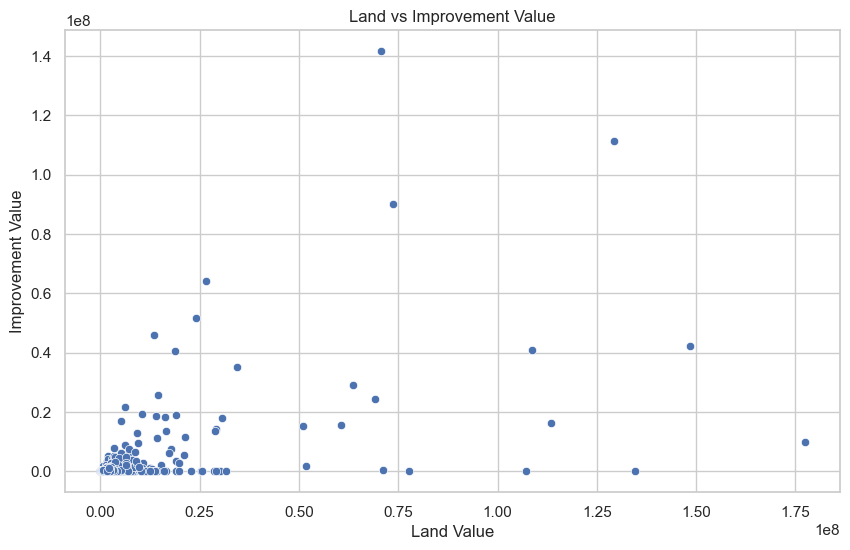 Land vs Improvement Value
1e8
1.4
1.2
1.0
0.8
0.6
0.4
0.2
0.0
Improvement Value
0.00 0.25 0.50 0.75 1.00 1.25 1.50 1.75
1e8
Land Value